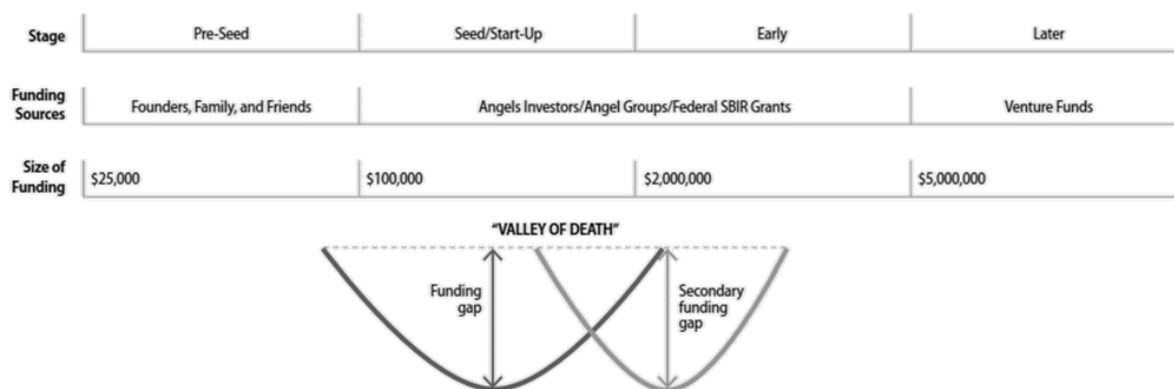 Stage
Pre-Seed
Seed/Start-Up
Early
Later
Funding
Sources
Founders, Family, and Friends
Angels Investors/Angel Groups/Federal SBIR Grants
Venture Funds
Size of
Funding
$25,000
$100,000
$2,000,000
$5,000,000
“VALLEY OF DEATH”
Funding
gap
Secondary
funding
gap